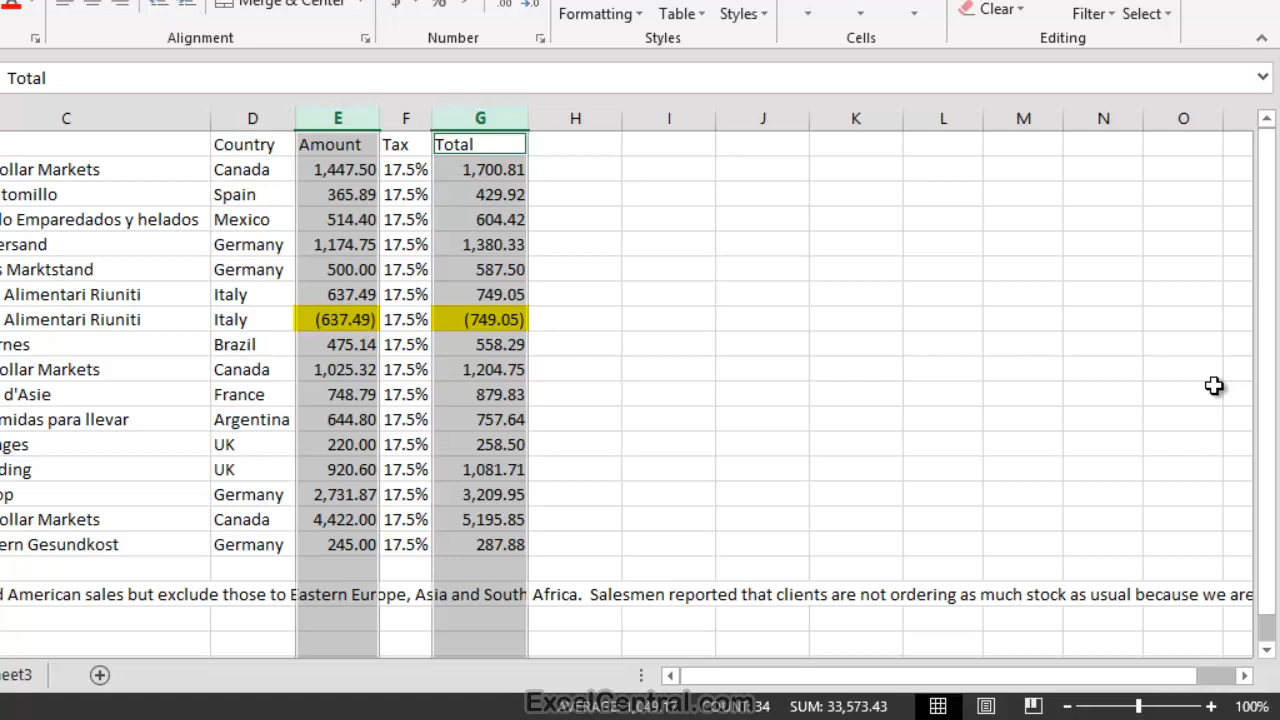 Merge & Center $ % .00 →.0
Formatting Table Styles Clear Filter Select
Alignment Number Styles Cells Editing
Total
C D E F G H I J K L M N O
Country Amount Tax Total
ollar Markets Canada 1,447.50 17.5% 1,700.81
tomillo Spain 365.89 17.5% 429.92
lo Emparedados y helados Mexico 514.40 17.5% 604.42
ersand Germany 1,174.75 17.5% 1,380.33
s Marktstand Germany 500.00 17.5% 587.50
Alimentari Riuniti Italy 637.49 17.5% 749.05
Alimentari Riuniti Italy (637.49) 17.5% (749.05)
rnes Brazil 475.14 17.5% 558.29
ollar Markets Canada 1,025.32 17.5% 1,204.75
d'Asie France 748.79 17.5% 879.83
midas para llevar Argentina 644.80 17.5% 757.64
ages UK 220.00 17.5% 258.50
ding UK 920.60 17.5% 1,081.71
op Germany 2,731.87 17.5% 3,209.95
ollar Markets Canada 4,422.00 17.5% 5,195.85
ern Gesundkost Germany 245.00 17.5% 287.88
d American sales but exclude those to Eastern Europe, Asia and South Africa. Salesmen reported that clients are not ordering as much stock as usual because we are
eet3
ExcelCentral.com
AVERAGE: COUNT: 34 SUM: 33,573.43 100%